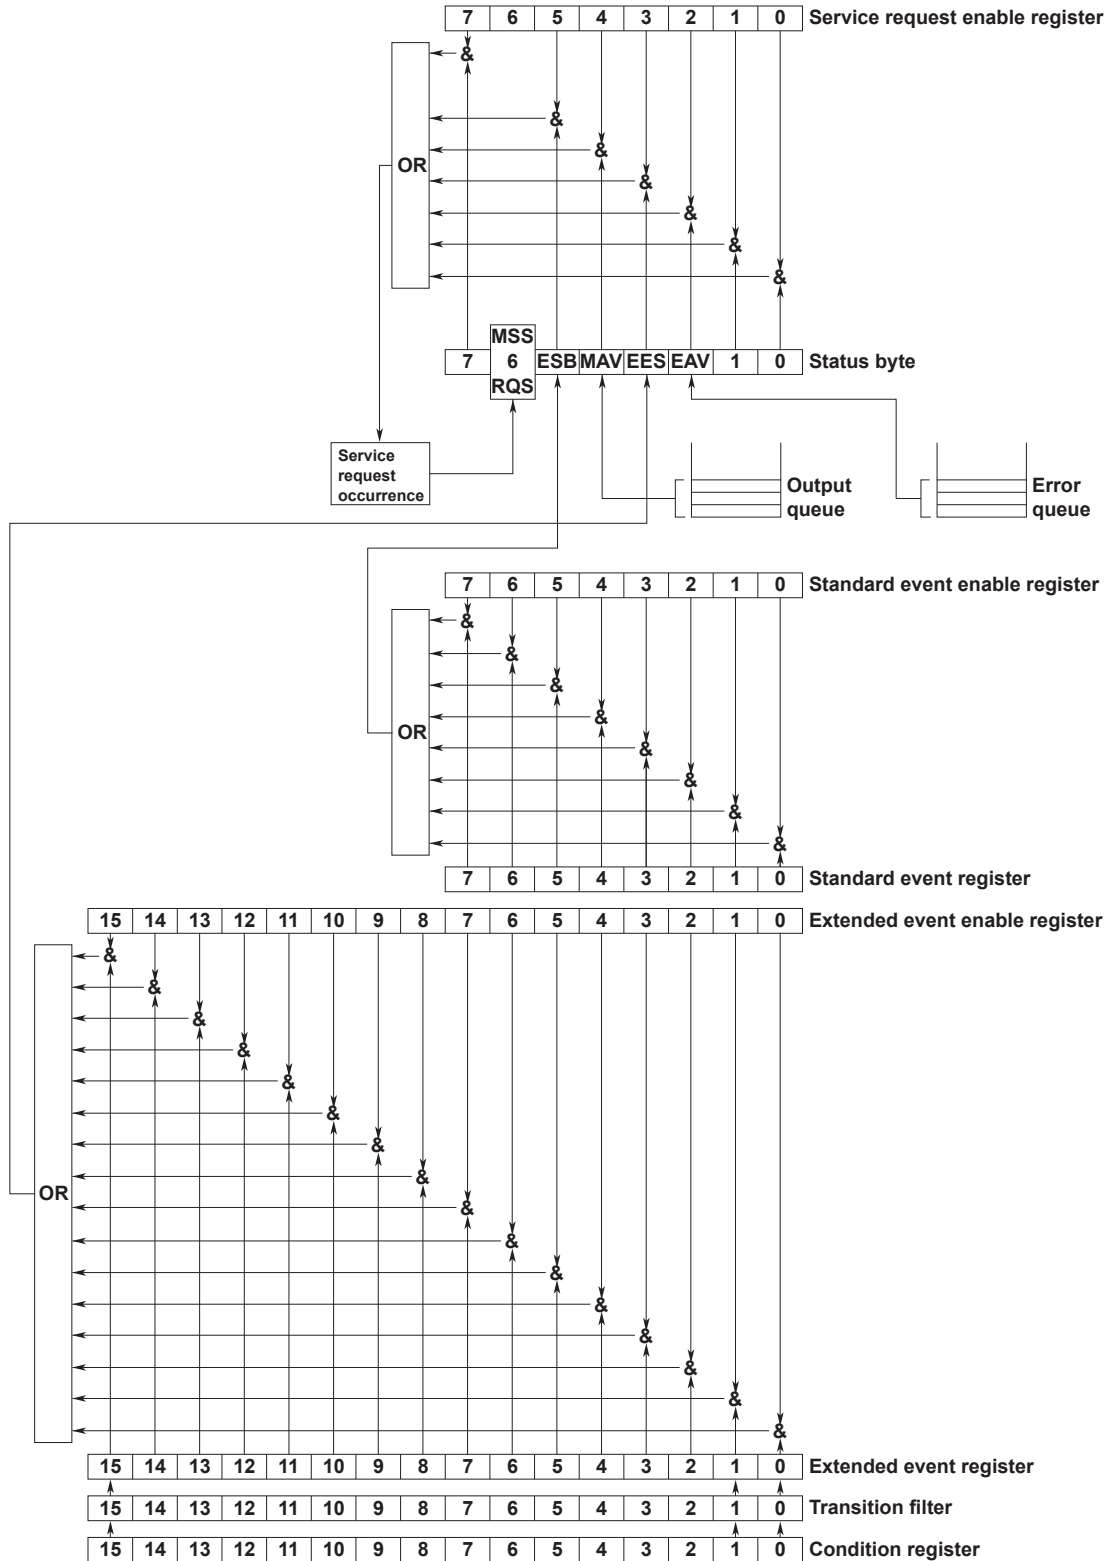 7 6 5 4 3 2 1 0 Service request enable register
&
&
&
OR
&
&
&
&
MSS
7 6 ESB MAV EES EAV 1 0 Status byte
RQS
Service
request
occurrence
Output
queue
Error
queue
7 6 5 4 3 2 1 0 Standard event enable register
&
&
&
&
OR
&
&
&
&
7 6 5 4 3 2 1 0 Standard event register
15 14 13 12 11 10 9 8 7 6 5 4 3 2 1 0 Extended event enable register
&
&
&
&
&
&
&
&
OR
&
&
&
&
&
&
&
&
15 14 13 12 11 10 9 8 7 6 5 4 3 2 1 0 Extended event register
15 14 13 12 11 10 9 8 7 6 5 4 3 2 1 0 Transition filter
15 14 13 12 11 10 9 8 7 6 5 4 3 2 1 0 Condition register